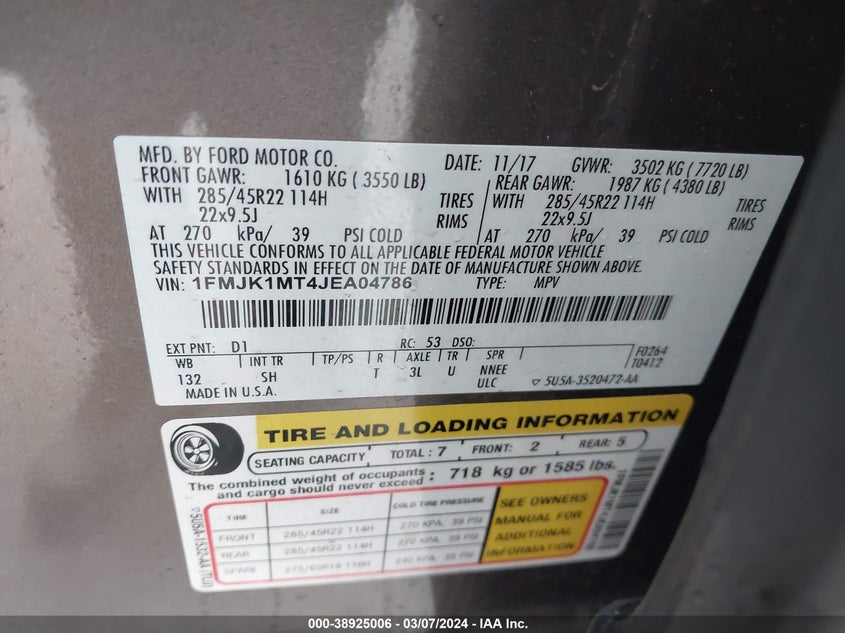 MFD. BY FORD MOTOR CO. DATE: 11/17 GVWR: 3502 KG ( 7720 LB)
FRONT GAWR: 1610 KG ( 3550 LB) REAR GAWR: 1987 KG ( 4380 LB)
WITH 285/45R22 114H TIRES WITH 285/45R22 114H TIRES
22x9.5J RIMS 22x9.5J RIMS
AT 270 kPa/ 39 PSI COLD AT 270 kPa/ 39 PSI COLD
THIS VEHICLE CONFORMS TO ALL APPLICABLE FEDERAL MOTOR VEHICLE
SAFETY STANDARDS IN EFFECT ON THE DATE OF MANUFACTURE SHOWN ABOVE.
VIN: 1FMJK1MT4JEA04786 TYPE: MPV
EXT PNT: D1 RC: 53 DSO: F0264
WB INT TR TP/PS R AXLE TR SPR T0412
132 SH T 3L U NNEE
ULC ▽ 5U5A-3520472-AA
MADE IN U.S.A.
TIRE AND LOADING INFORMATION
SEATING CAPACITY TOTAL : 7 FRONT: 2 REAR: 5
The combined weight of occupants and cargo should never exceed : 718 kg or 1585 lbs.
TIRE SIZE COLD TIRE PRESSURE
FRONT 285/45R22 114H 270 KPA, 39 PSI
REAR 285/45R22 114H 270 KPA, 39 PSI
SPARE 275/65R18 116H 240 KPA, 35 PSI
SEE OWNERS
MANUAL FOR
ADDITIONAL
INFORMATION
000-38925006 - 03/07/2024 - IAA Inc.